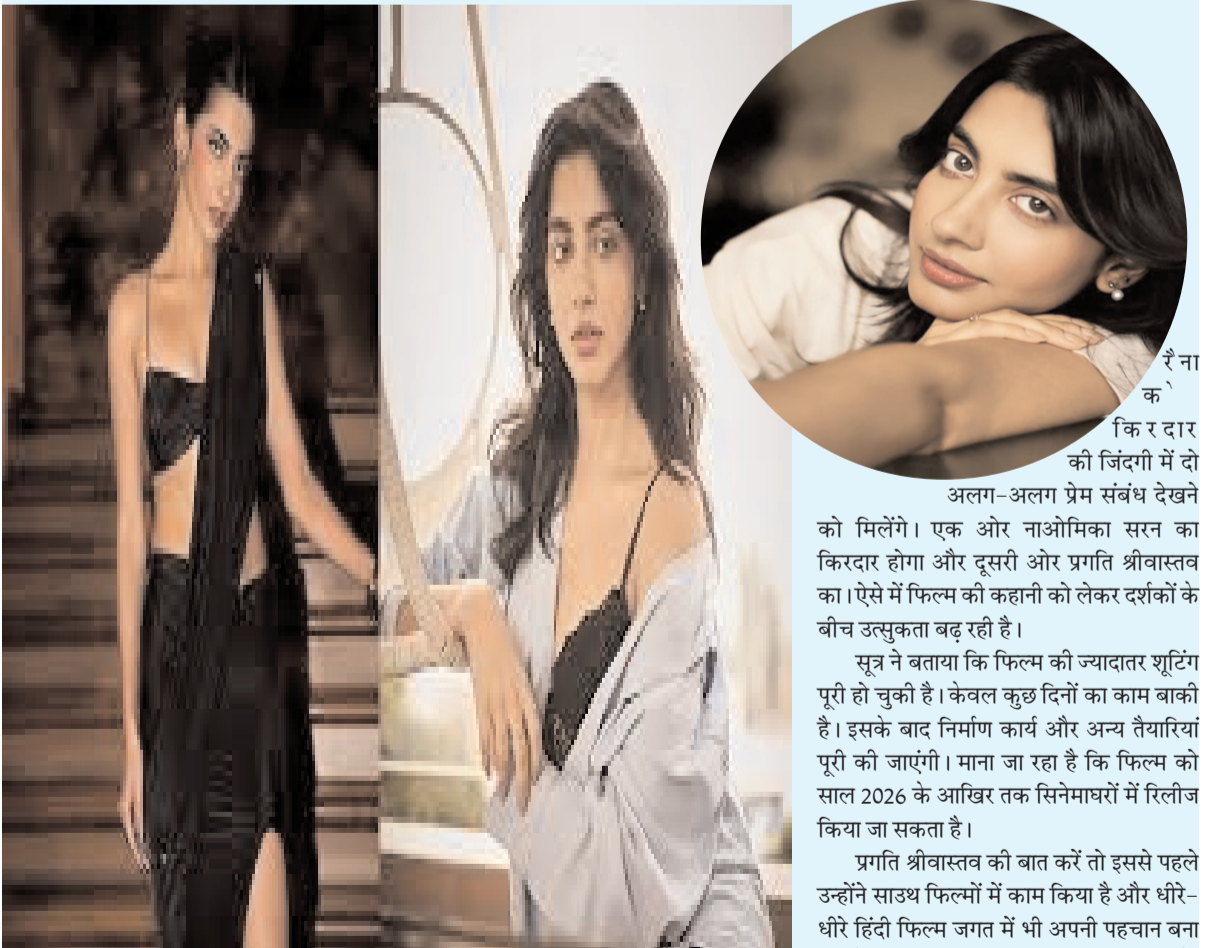 रैना
के
किरदार
की जिंदगी में दो
अलग-अलग प्रेम संबंध देखने
को मिलेंगे। एक ओर नाओमिका सरन का
किरदार होगा और दूसरी ओर प्रगति श्रीवास्तव
का। ऐसे में फिल्म की कहानी को लेकर दर्शकों के
बीच उत्सुकता बढ़ रही है।
सूत्र ने बताया कि फिल्म की ज्यादातर शूटिंग
पूरी हो चुकी है। केवल कुछ दिनों का काम बाकी
है। इसके बाद निर्माण कार्य और अन्य तैयारियां
पूरी की जाएंगी। माना जा रहा है कि फिल्म को
साल 2026 के आखिर तक सिनेमाघरों में रिलीज
किया जा सकता है।
प्रगति श्रीवास्तव की बात करें तो इससे पहले
उन्होंने साउथ फिल्मों में काम किया है और धीरे-
धीरे हिंदी फिल्म जगत में भी अपनी पहचान बना